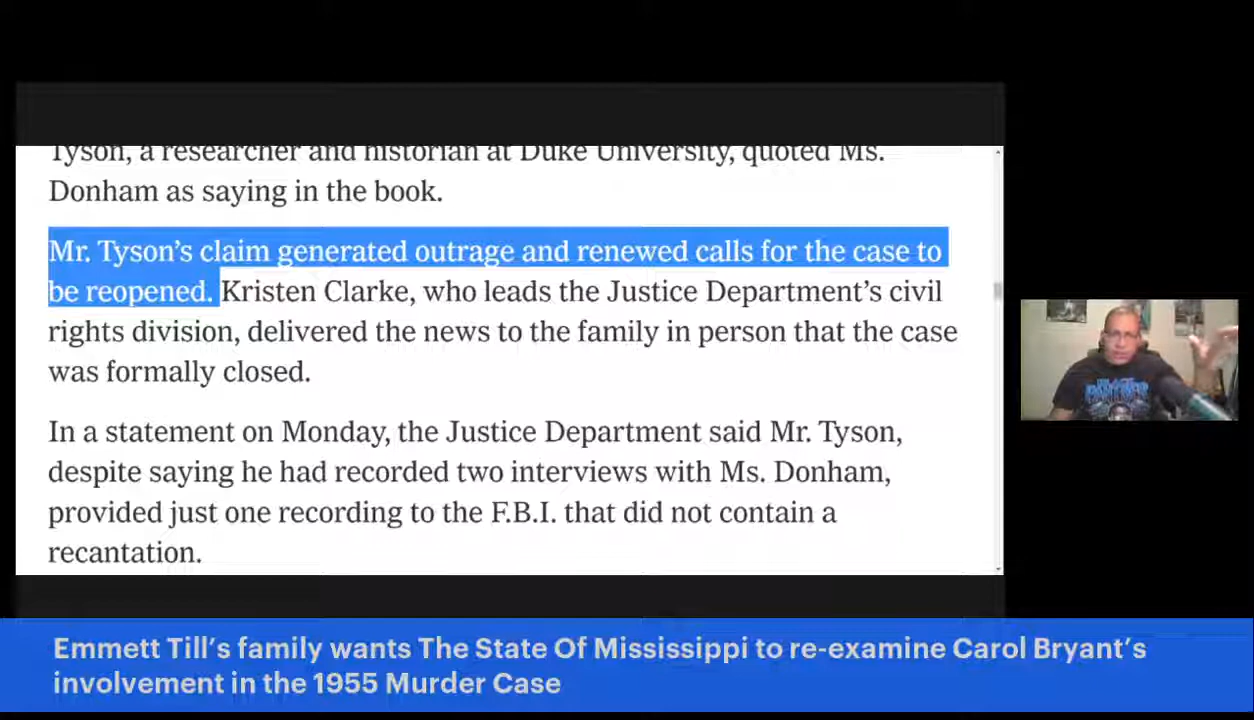 Tyson, a researcher and historian at Duke University, quoted Ms.
Donham as saying in the book.
Mr. Tyson’s claim generated outrage and renewed calls for the case to
be reopened. Kristen Clarke, who leads the Justice Department’s civil
rights division, delivered the news to the family in person that the case
was formally closed.
In a statement on Monday, the Justice Department said Mr. Tyson,
despite saying he had recorded two interviews with Ms. Donham,
provided just one recording to the F.B.I. that did not contain a
recantation.
PANTHER
Emmett Till’s family wants The State Of Mississippi to re-examine Carol Bryant’s
involvement in the 1955 Murder Case